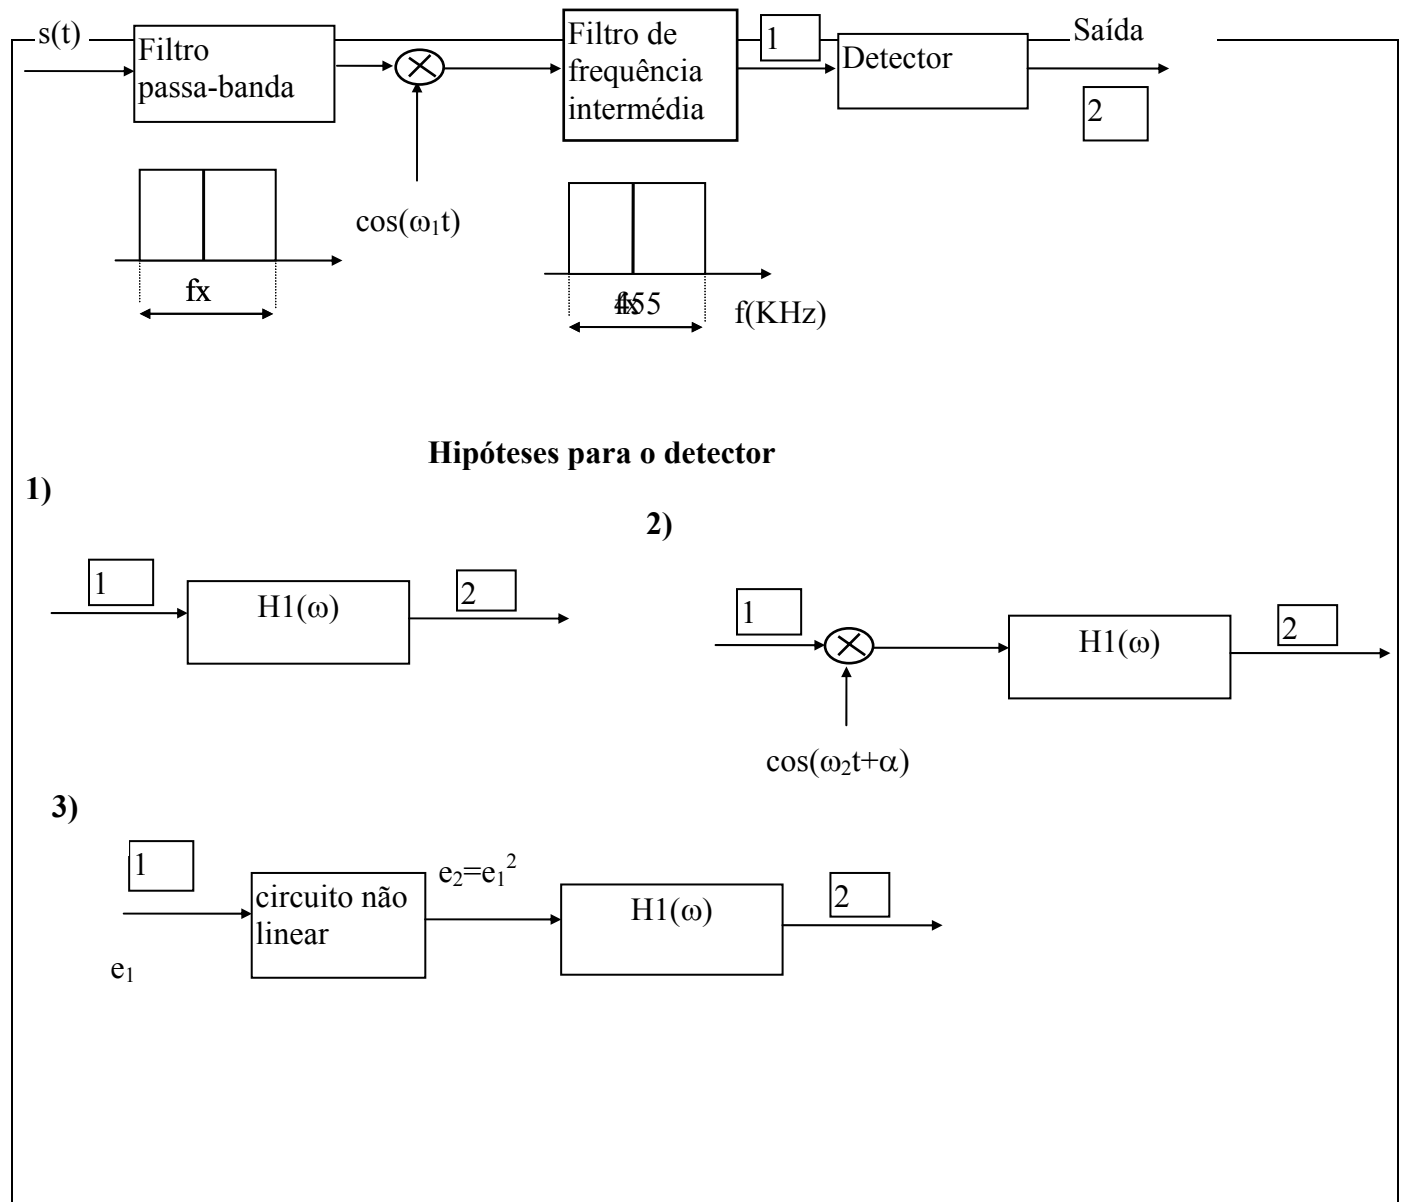 s(t)
Filtro
passa-banda
Filtro de
frequência
intermédia
1
Detector
Saída
2
cos(ω₁t)
fx
455
f(KHz)
Hipóteses para o detector
1)
2)
1
H1(ω)
2
1
H1(ω)
2
cos(ω₂t+α)
3)
1
circuito não
linear
e₂=e₁²
H1(ω)
2
e₁